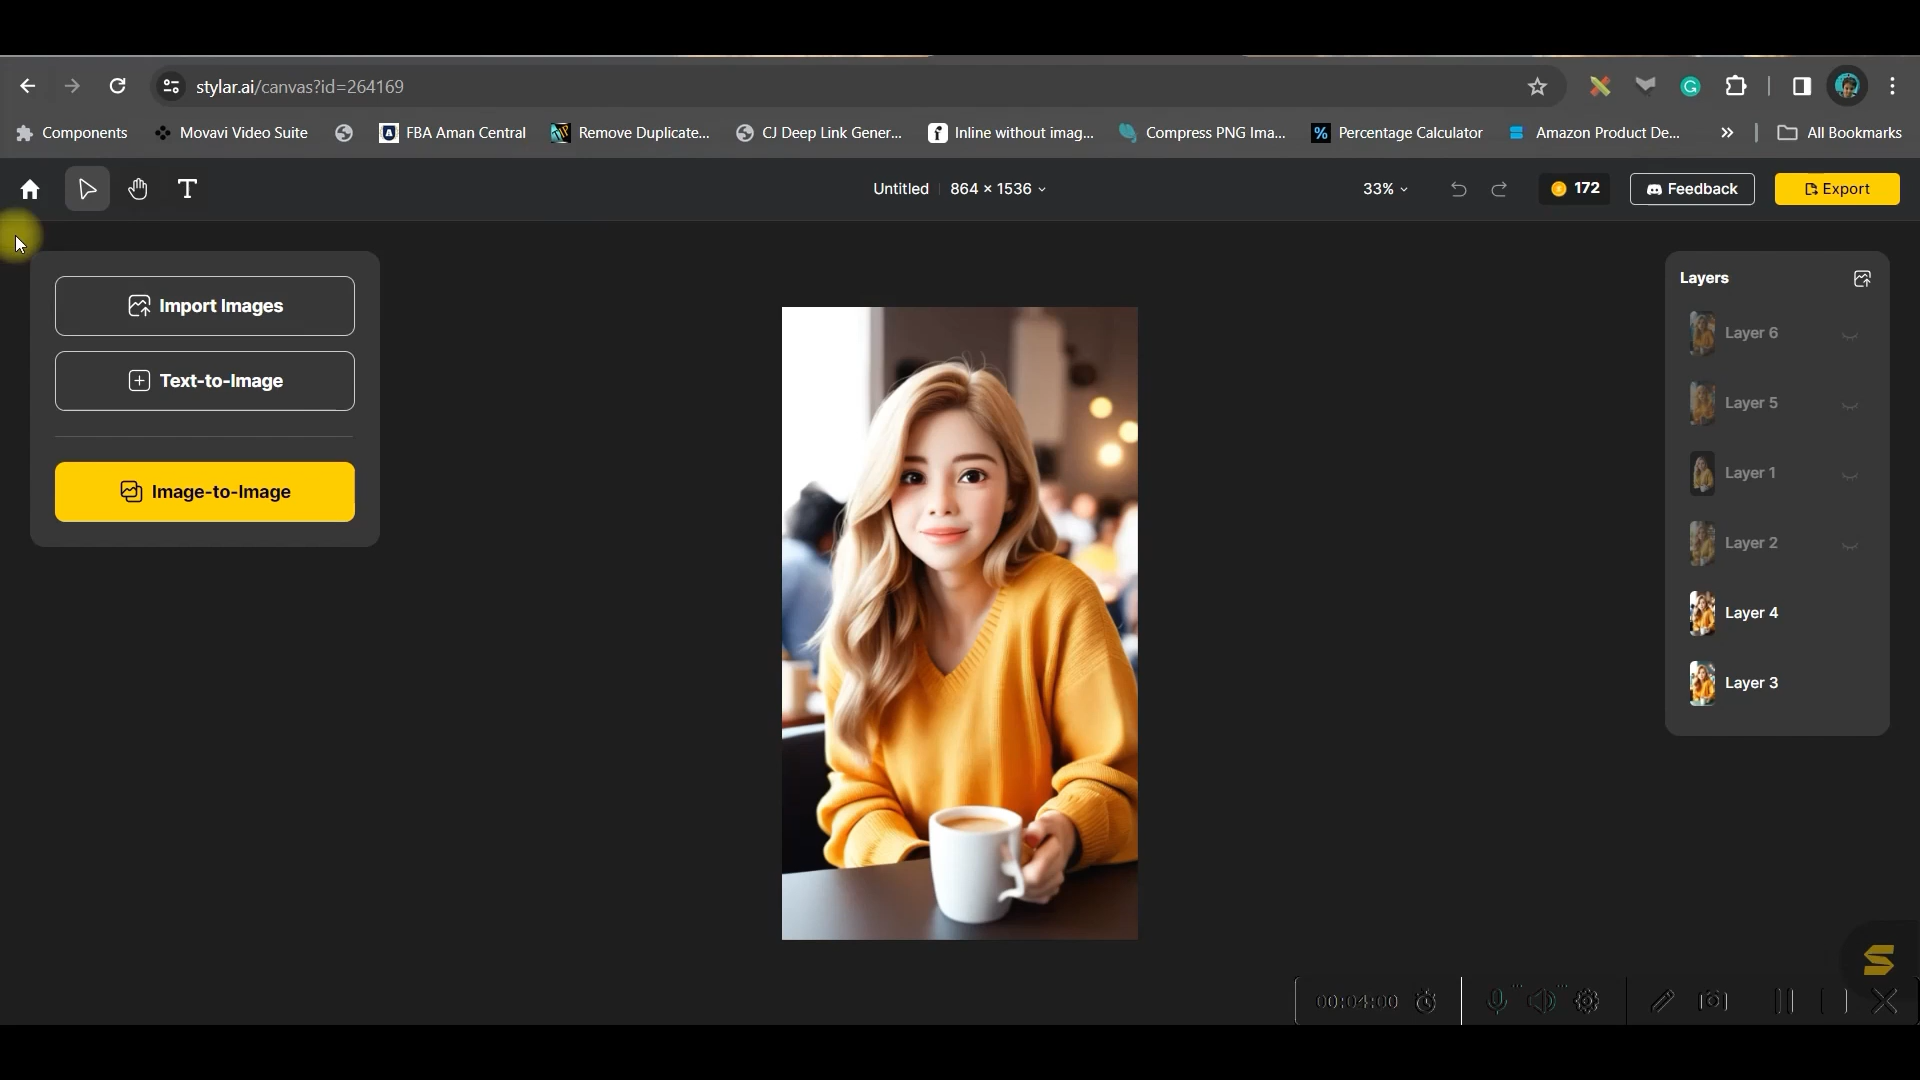 stylar.ai/canvas?id=264169
Components
Movavi Video Suite
FBA Aman Central
Remove Duplicate...
CJ Deep Link Gener...
Inline without imag...
Compress PNG Ima...
Percentage Calculator
Amazon Product De...
All Bookmarks
Untitled
864 × 1536
33%
172
Feedback
Export
Import Images
Text-to-Image
Image-to-Image
Layers
Layer 6
Layer 5
Layer 1
Layer 2
Layer 4
Layer 3
00:04:00